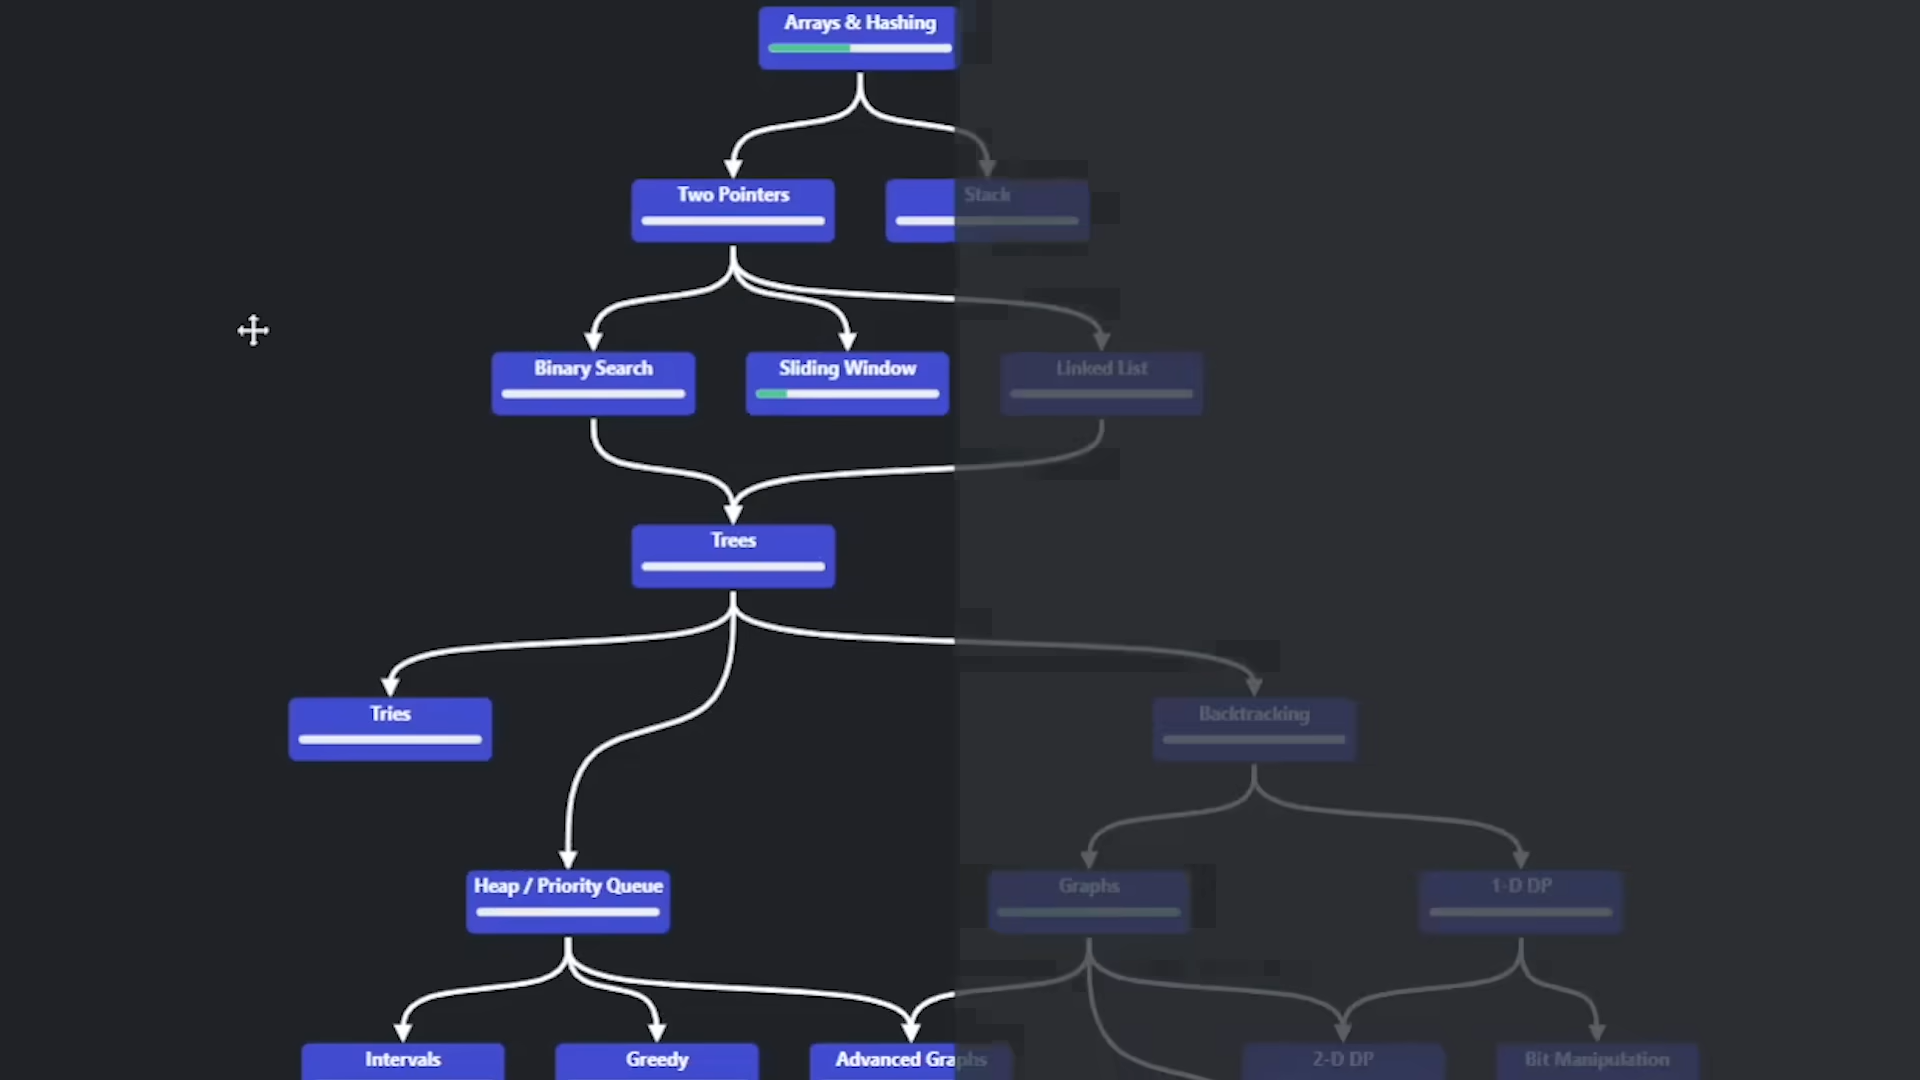 Arrays & Hashing
Two Pointers
Stack
Binary Search
Sliding Window
Linked List
Trees
Tries
Backtracking
Heap / Priority Queue
Graphs
1-D DP
Intervals
Greedy
Advanced Graphs
2-D DP
Bit Manipulation